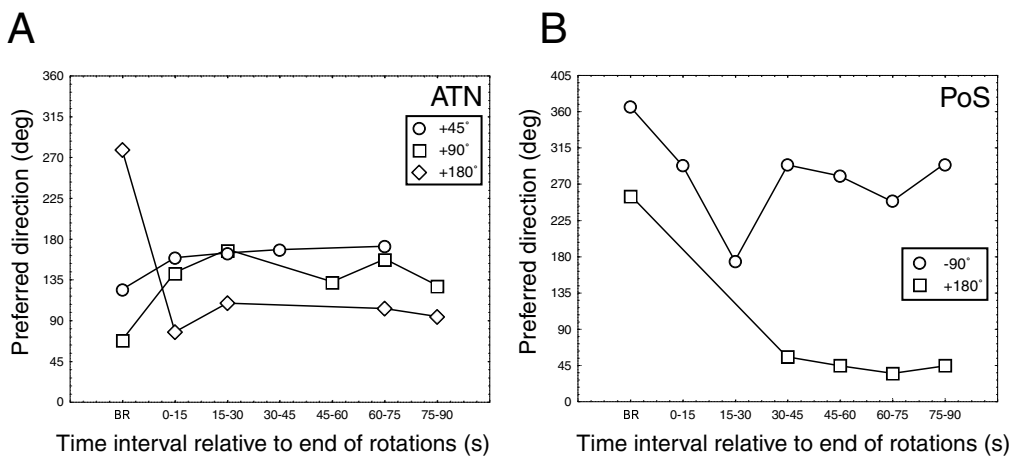 A
ATN
+45°
+90°
+180°
360
315
270
225
180
135
90
45
0
Preferred direction (deg)
BR 0-15 15-30 30-45 45-60 60-75 75-90
Time interval relative to end of rotations (s)
B
PoS
-90°
+180°
405
360
315
270
225
180
135
90
45
0
Preferred direction (deg)
BR 0-15 15-30 30-45 45-60 60-75 75-90
Time interval relative to end of rotations (s)